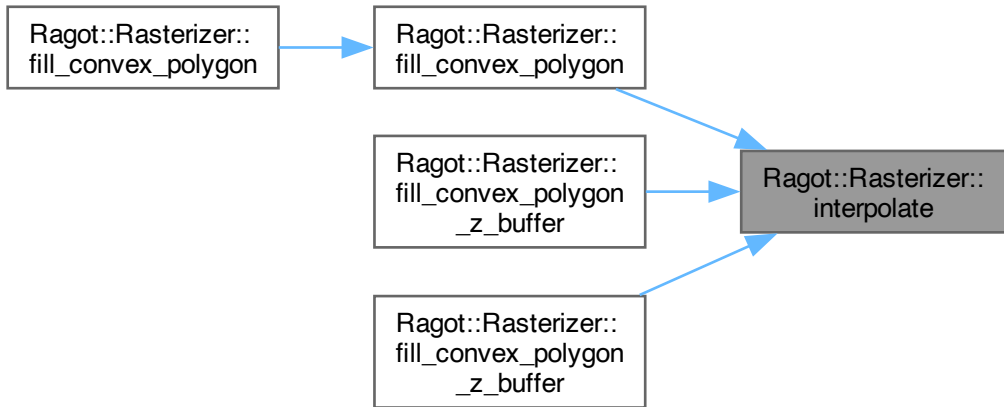 Ragot::Rasterizer::
fill_convex_polygon
Ragot::Rasterizer::
fill_convex_polygon
Ragot::Rasterizer::
fill_convex_polygon
_z_buffer
Ragot::Rasterizer::
interpolate
Ragot::Rasterizer::
fill_convex_polygon
_z_buffer